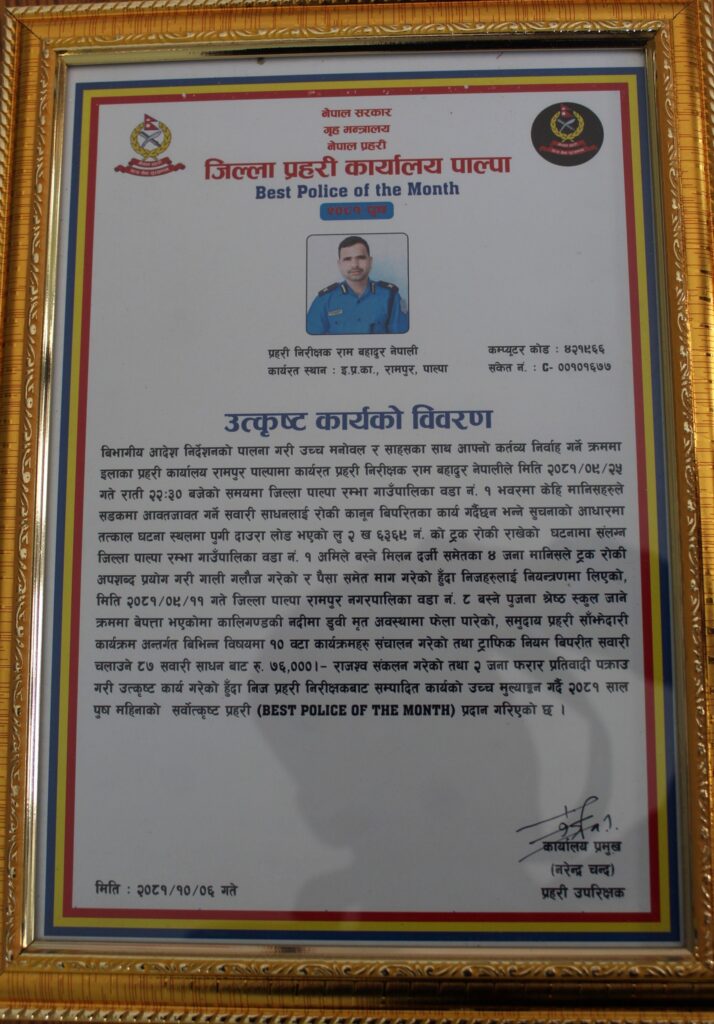 नेपाल सरकार
गृह मन्त्रालय
नेपाल प्रहरी
जिल्ला प्रहरी कार्यालय पाल्पा
Best Police of the Month
२०८१ पुष
प्रहरी निरीक्षक राम बहादुर नेपाली
कम्प्यूटर कोड : ४२१९६६
कार्यरत स्थान : इ.प्र.का., रामपुर, पाल्पा
संकेत नं. : C- 00१०१६७७
उत्कृष्ट कार्यको विवरण
बिभागीय आदेश निर्देशनको पालना गरी उच्च मनोवल र साहसका साथ आफ्नो कर्तव्य निर्वाह गर्ने क्रममा
इलाका प्रहरी कार्यालय रामपुर पाल्पामा कार्यरत प्रहरी निरीक्षक राम बहादुर नेपालीले मिति २०८१/०९/२५
गते राती २२:३० बजेको समयमा जिल्ला पाल्पा रम्भा गाउँपालिका वडा नं. १ भवरमा केहि मानिसहरुले
सडकमा आवतजावत गर्ने सवारी साधनलाई रोकी कानून बिपरितका कार्य गर्दैछन भन्ने सुचनाको आधारमा
तत्काल घटना स्थलमा पुगी दाउरा लोड भएको लु २ ख ६३६९ नं. को ट्रक रोकी राखेको घटनामा संलग्न
जिल्ला पाल्पा रम्भा गाउँपालिका वडा नं. १ अमिले बस्ने मिलन दर्जी समेतका ४ जना मानिसले ट्रक रोकी
अपशब्द प्रयोग गरी गाली गलौज गरेको र पैसा समेत माग गरेको हुँदा निजहरुलाई नियन्त्रणमा लिएको,
मिति २०८१/०९/११ गते जिल्ला पाल्पा रामपुर नगरपालिका वडा नं. ८ बस्ने पुजना श्रेष्ठ स्कुल जाने
क्रममा बेपत्ता भएकोमा कालिगण्डकी नदीमा डुवी मृत अवस्थामा फेला पारेको, समुदाय प्रहरी साँझेदारी
कार्यक्रम अन्तर्गत बिभिन्न विषयमा १० वटा कार्यक्रमहरु संचालन गरेको तथा ट्राफिक नियम बिपरीत सवारी
चलाउने ८७ सवारी साधन बाट रु. ७६,०००।- राजश्व संकलन गरेको तथा २ जना फरार प्रतिवादी पक्राउ
गरी उत्कृष्ट कार्य गरेको हुँदा निज प्रहरी निरीक्षकबाट सम्पादित कार्यको उच्च मुल्याङ्कन गर्दै २०८१ साल
पुष महिनाको सर्वोत्कृष्ट प्रहरी (BEST POLICE OF THE MONTH) प्रदान गरिएको छ ।
कार्यालय प्रमुख
(नरेन्द्र चन्द)
प्रहरी उपरिक्षक
मिति : २०८१/१०/०६ गते